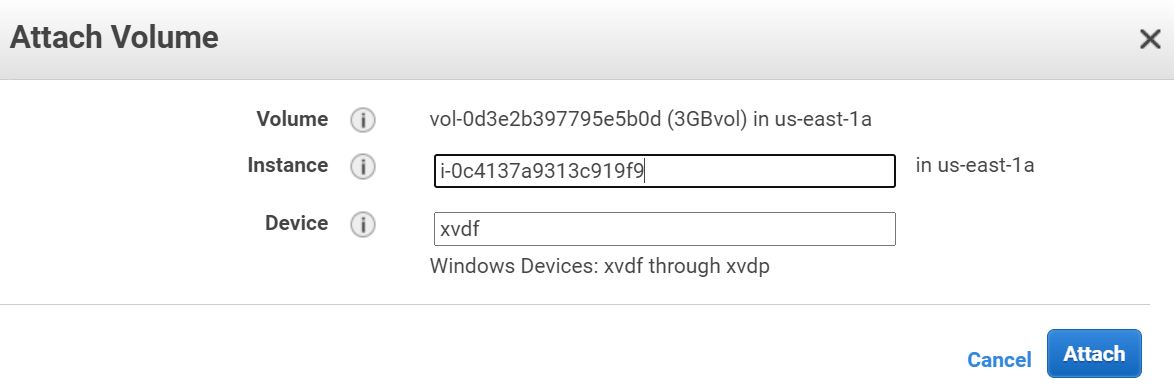 Attach Volume
Volume vol-0d3e2b397795e5b0d (3GBvol) in us-east-1a
Instance i-0c4137a9313c919f9 in us-east-1a
Device xvdf
Windows Devices: xvdf through xvdp
Cancel Attach